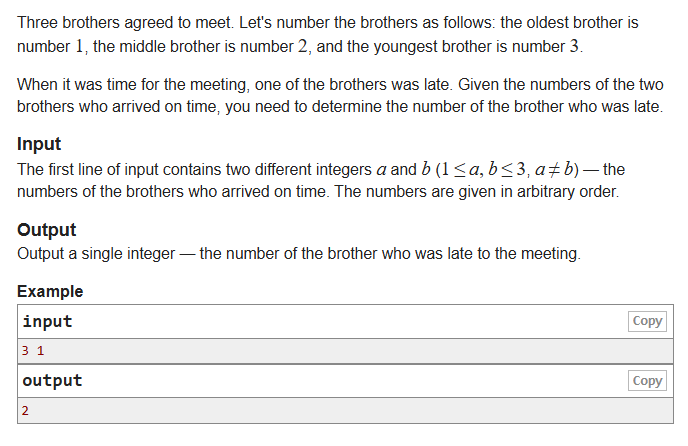 Three brothers agreed to meet. Let's number the brothers as follows: the oldest brother is
number 1, the middle brother is number 2, and the youngest brother is number 3.
When it was time for the meeting, one of the brothers was late. Given the numbers of the two
brothers who arrived on time, you need to determine the number of the brother who was late.
Input
The first line of input contains two different integers a and b (1 ≤ a, b ≤ 3, a ≠ b) — the
numbers of the brothers who arrived on time. The numbers are given in arbitrary order.
Output
Output a single integer — the number of the brother who was late to the meeting.
Example
input Copy
3 1
output Copy
2